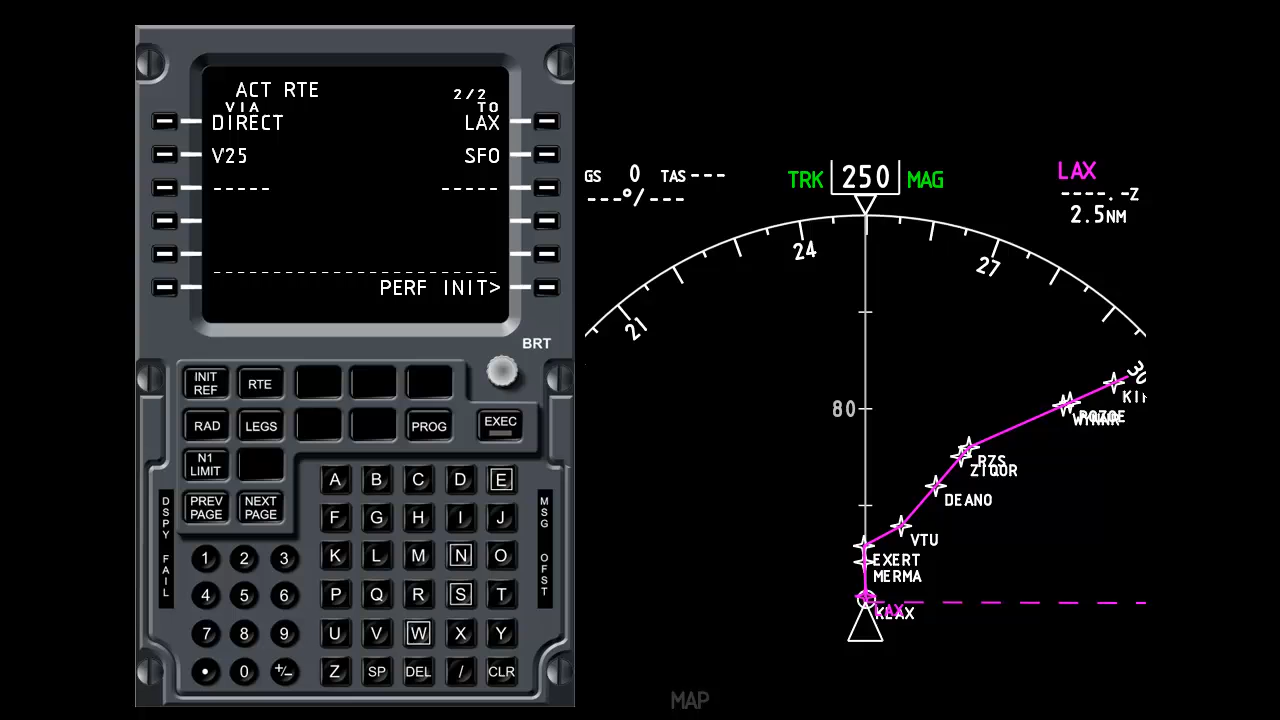 ACT RTE 2/2
VIA TO
DIRECT LAX
V25 SFO
----- -----
PERF INIT>
BRT
INIT REF
RTE
RAD
LEGS
PROG
EXEC
N1 LIMIT
PREV PAGE
NEXT PAGE
A B C D E
F G H I J
K L M N O
P Q R S T
U V W X Y
Z SP DEL / CLR
1 2 3
4 5 6
7 8 9
• 0 +/-
DSPY FAIL
MSG OFST
GS 0 TAS---
---°/---
TRK 250 MAG
LAX
----.-Z
2.5NM
21
24
27
30
80
RZS
ZTQOR
DEANO
VTU
EXERT
MERMA
LAX
KLAX
MAP